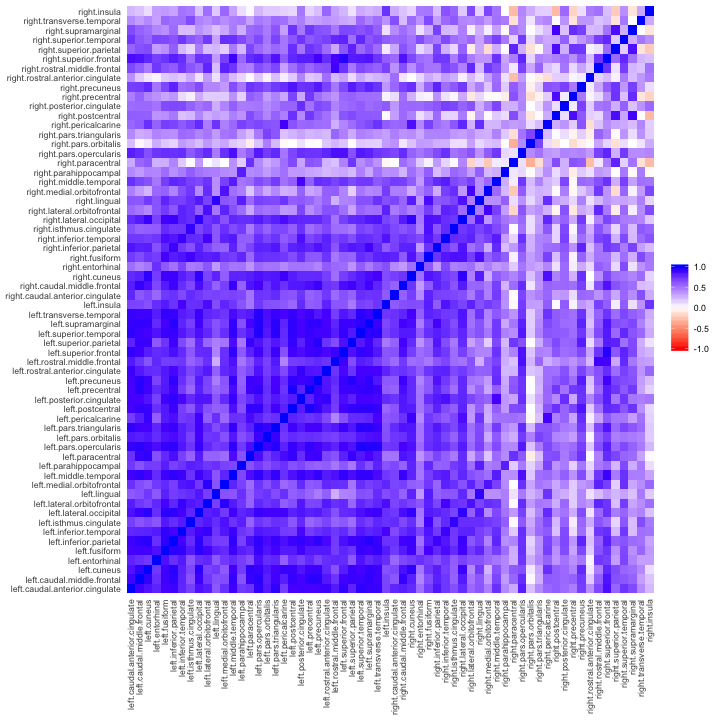 right.insula
right.transverse.temporal
right.supramarginal
right.superior.temporal
right.superior.parietal
right.superior.frontal
right.rostral.middle.frontal
right.rostral.anterior.cingulate
right.precuneus
right.precentral
right.posterior.cingulate
right.postcentral
right.pericalcarine
right.pars.triangularis
right.pars.orbitalis
right.pars.opercularis
right.paracentral
right.parahippocampal
right.middle.temporal
right.medial.orbitofrontal
right.lingual
right.lateral.orbitofrontal
right.lateral.occipital
right.isthmus.cingulate
right.inferior.temporal
right.inferior.parietal
right.fusiform
right.entorhinal
right.cuneus
right.caudal.middle.frontal
right.caudal.anterior.cingulate
left.insula
left.transverse.temporal
left.supramarginal
left.superior.temporal
left.superior.parietal
left.superior.frontal
left.rostral.middle.frontal
left.rostral.anterior.cingulate
left.precuneus
left.precentral
left.posterior.cingulate
left.postcentral
left.pericalcarine
left.pars.triangularis
left.pars.orbitalis
left.pars.opercularis
left.paracentral
left.parahippocampal
left.middle.temporal
left.medial.orbitofrontal
left.lingual
left.lateral.orbitofrontal
left.lateral.occipital
left.isthmus.cingulate
left.inferior.temporal
left.inferior.parietal
left.fusiform
left.entorhinal
left.cuneus
left.caudal.middle.frontal
left.caudal.anterior.cingulate
left.caudal.anterior.cingulate
left.caudal.middle.frontal
left.cuneus
left.entorhinal
left.fusiform
left.inferior.parietal
left.inferior.temporal
left.isthmus.cingulate
left.lateral.occipital
left.lateral.orbitofrontal
left.lingual
left.medial.orbitofrontal
left.middle.temporal
left.parahippocampal
left.paracentral
left.pars.opercularis
left.pars.orbitalis
left.pars.triangularis
left.pericalcarine
left.postcentral
left.posterior.cingulate
left.precentral
left.precuneus
left.rostral.anterior.cingulate
left.rostral.middle.frontal
left.superior.frontal
left.superior.parietal
left.superior.temporal
left.supramarginal
left.transverse.temporal
left.insula
right.caudal.anterior.cingulate
right.caudal.middle.frontal
right.cuneus
right.entorhinal
right.fusiform
right.inferior.parietal
right.inferior.temporal
right.isthmus.cingulate
right.lateral.occipital
right.lateral.orbitofrontal
right.lingual
right.medial.orbitofrontal
right.middle.temporal
right.parahippocampal
right.paracentral
right.pars.opercularis
right.pars.orbitalis
right.pars.triangularis
right.pericalcarine
right.postcentral
right.posterior.cingulate
right.precentral
right.precuneus
right.rostral.anterior.cingulate
right.rostral.middle.frontal
right.superior.frontal
right.superior.parietal
right.superior.temporal
right.supramarginal
right.transverse.temporal
right.insula
1.0
0.5
0.0
-0.5
-1.0